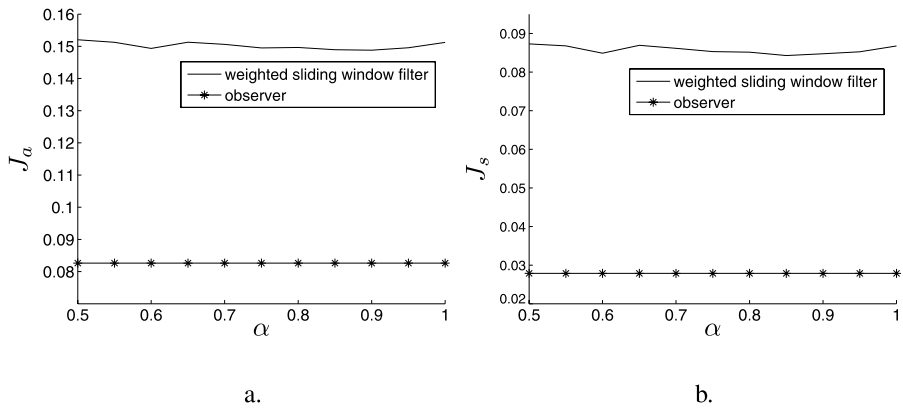 0.16
0.15
0.14
0.13
0.12
0.11
0.1
0.09
0.08
J_a
weighted sliding window filter
observer
0.5 0.6 0.7 0.8 0.9 1
α
a.
0.09
0.08
0.07
0.06
0.05
0.04
0.03
0.02
J_s
weighted sliding window filter
observer
0.5 0.6 0.7 0.8 0.9 1
α
b.